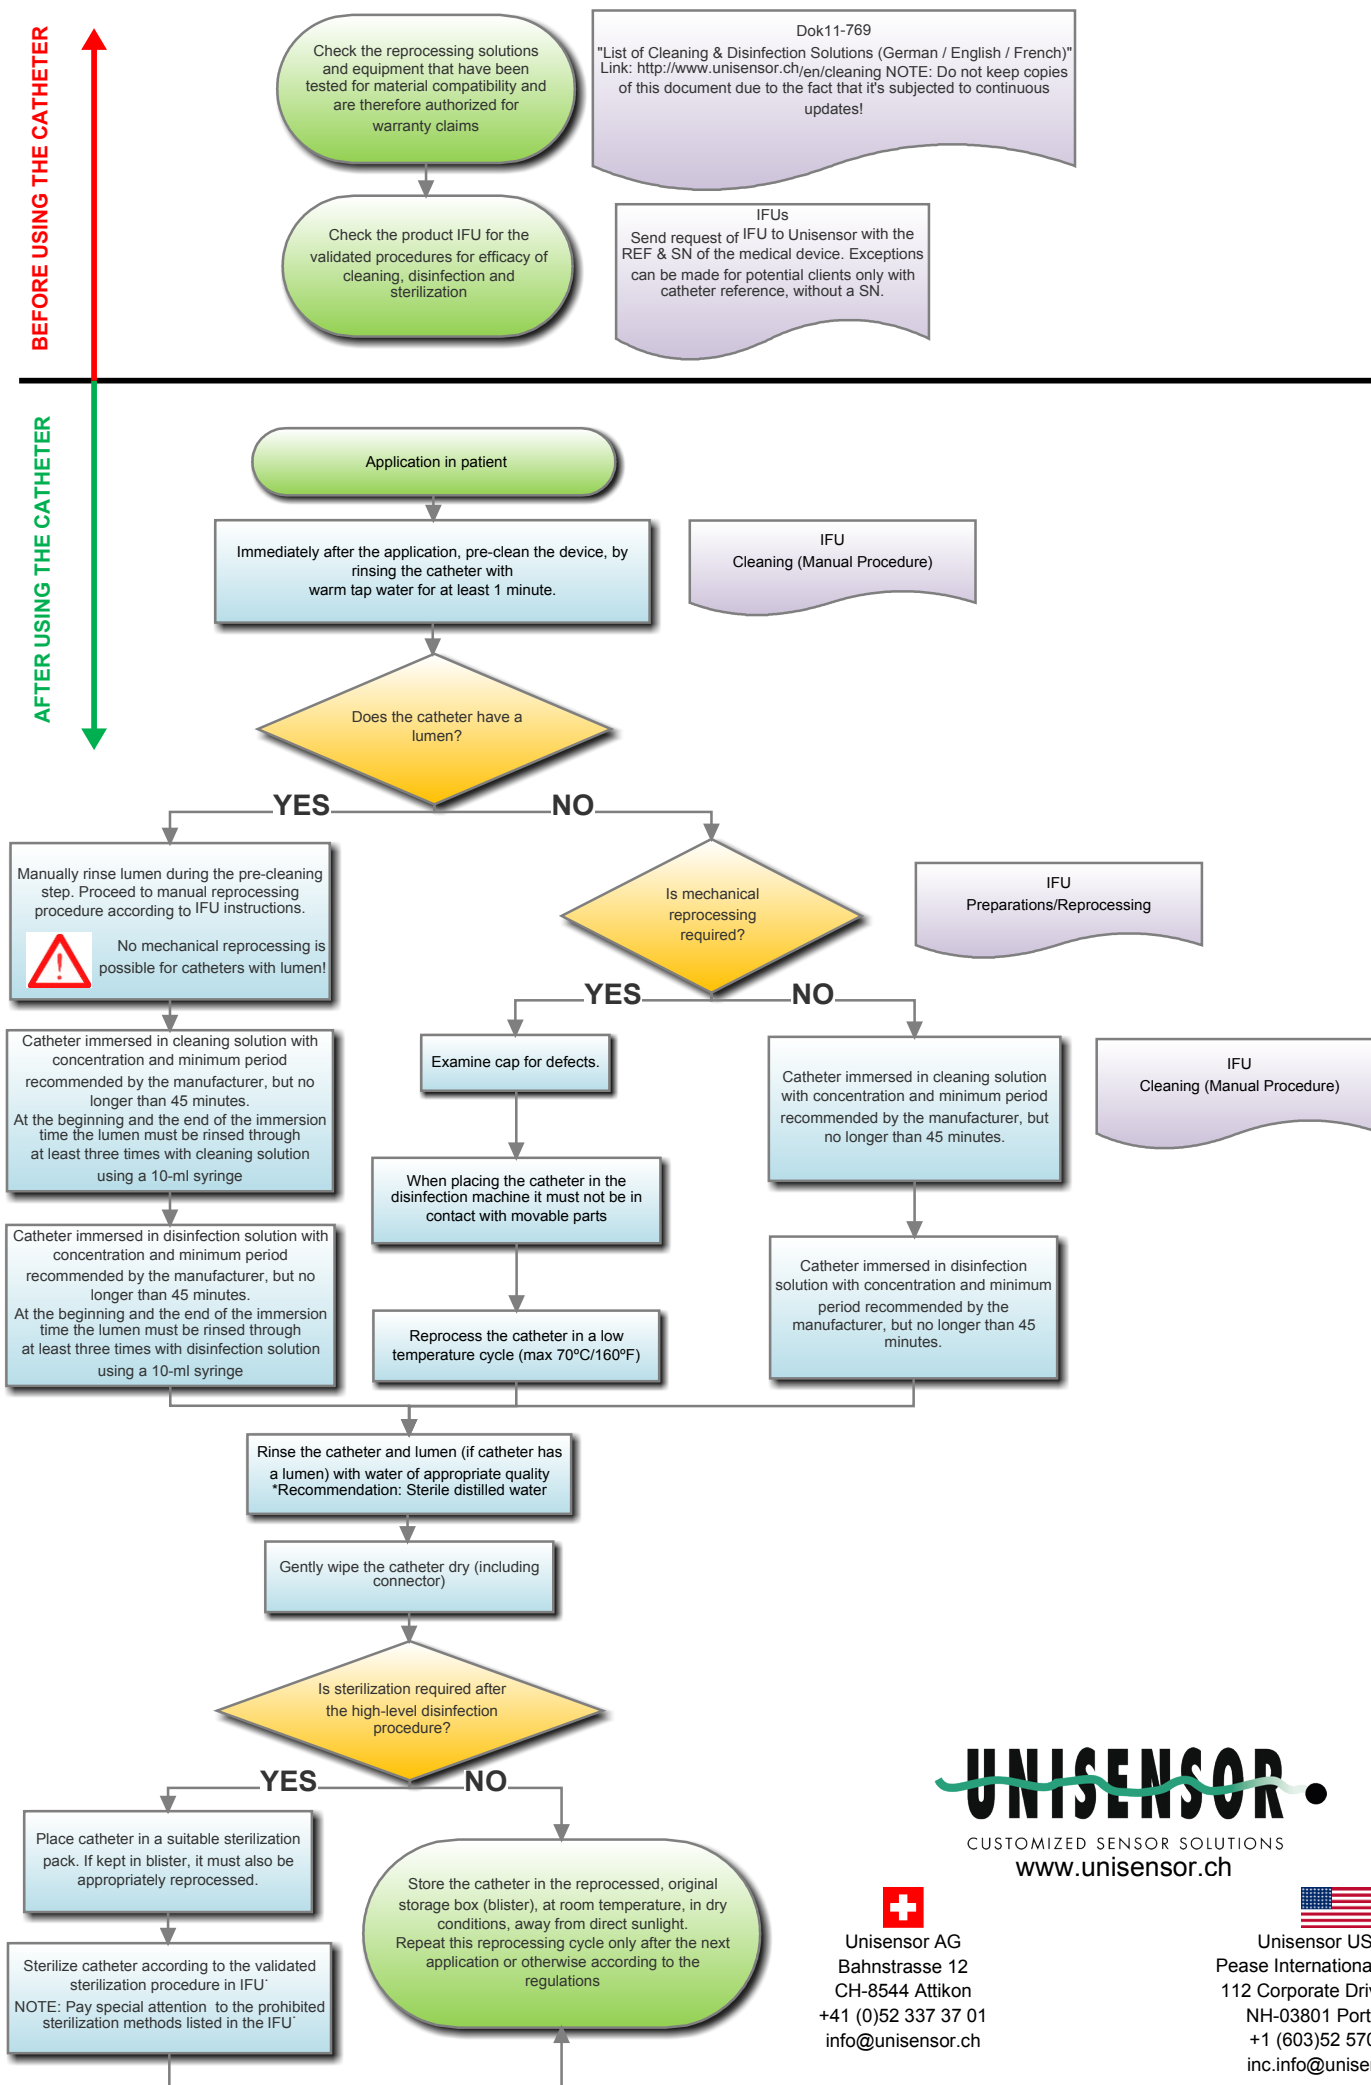 BEFORE USING THE CATHETER
Check the reprocessing solutions
and equipment that have been
tested for material compatibility and
are therefore authorized for
warranty claims
Dok11-769
"List of Cleaning & Disinfection Solutions (German / English / French)"
Link: http://www.unisensor.ch/en/cleaning NOTE: Do not keep copies
of this document due to the fact that it's subjected to continuous
updates!
Check the product IFU for the
validated procedures for efficacy of
cleaning, disinfection and
sterilization
IFUs
Send request of IFU to Unisensor with the
REF & SN of the medical device. Exceptions
can be made for potential clients only with
catheter reference, without a SN.
AFTER USING THE CATHETER
Application in patient
Immediately after the application, pre-clean the device, by
rinsing the catheter with
warm tap water for at least 1 minute.
IFU
Cleaning (Manual Procedure)
Does the catheter have a
lumen?
YES
NO
Manually rinse lumen during the pre-cleaning
step. Proceed to manual reprocessing
procedure according to IFU instructions.
No mechanical reprocessing is
possible for catheters with lumen!
Is mechanical
reprocessing
required?
IFU
Preparations/Reprocessing
YES
NO
Catheter immersed in cleaning solution with
concentration and minimum period
recommended by the manufacturer, but no
longer than 45 minutes.
At the beginning and the end of the immersion
time the lumen must be rinsed through
at least three times with cleaning solution
using a 10-ml syringe
Examine cap for defects.
Catheter immersed in cleaning solution
with concentration and minimum period
recommended by the manufacturer, but
no longer than 45 minutes.
IFU
Cleaning (Manual Procedure)
When placing the catheter in the
disinfection machine it must not be in
contact with movable parts
Catheter immersed in disinfection solution with
concentration and minimum period
recommended by the manufacturer, but no
longer than 45 minutes.
At the beginning and the end of the immersion
time the lumen must be rinsed through
at least three times with disinfection solution
using a 10-ml syringe
Reprocess the catheter in a low
temperature cycle (max 70ºC/160ºF)
Catheter immersed in disinfection
solution with concentration and minimum
period recommended by the
manufacturer, but no longer than 45
minutes.
Rinse the catheter and lumen (if catheter has
a lumen) with water of appropriate quality
*Recommendation: Sterile distilled water
Gently wipe the catheter dry (including
connector)
Is sterilization required after
the high-level disinfection
procedure?
YES
NO
Place catheter in a suitable sterilization
pack. If kept in blister, it must also be
appropriately reprocessed.
Sterilize catheter according to the validated
sterilization procedure in IFU
NOTE: Pay special attention to the prohibited
sterilization methods listed in the IFU
Store the catheter in the reprocessed, original
storage box (blister), at room temperature, in dry
conditions, away from direct sunlight.
Repeat this reprocessing cycle only after the next
application or otherwise according to the
regulations
UNISENSOR
CUSTOMIZED SENSOR SOLUTIONS
www.unisensor.ch
Unisensor AG
Bahnstrasse 12
CH-8544 Attikon
+41 (0)52 337 37 01
info@unisensor.ch
Unisensor US
Pease International
112 Corporate Driv
NH-03801 Port
+1 (603)52 570
inc.info@unise